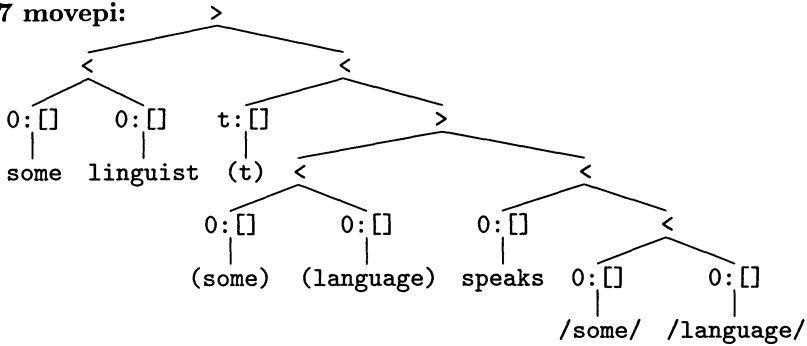 7 movepi: >
< <
0:[] 0:[] t:[] >
some linguist (t) < <
0:[] 0:[] 0:[] <
(some) (language) speaks 0:[] 0:[]
/some/ /language/